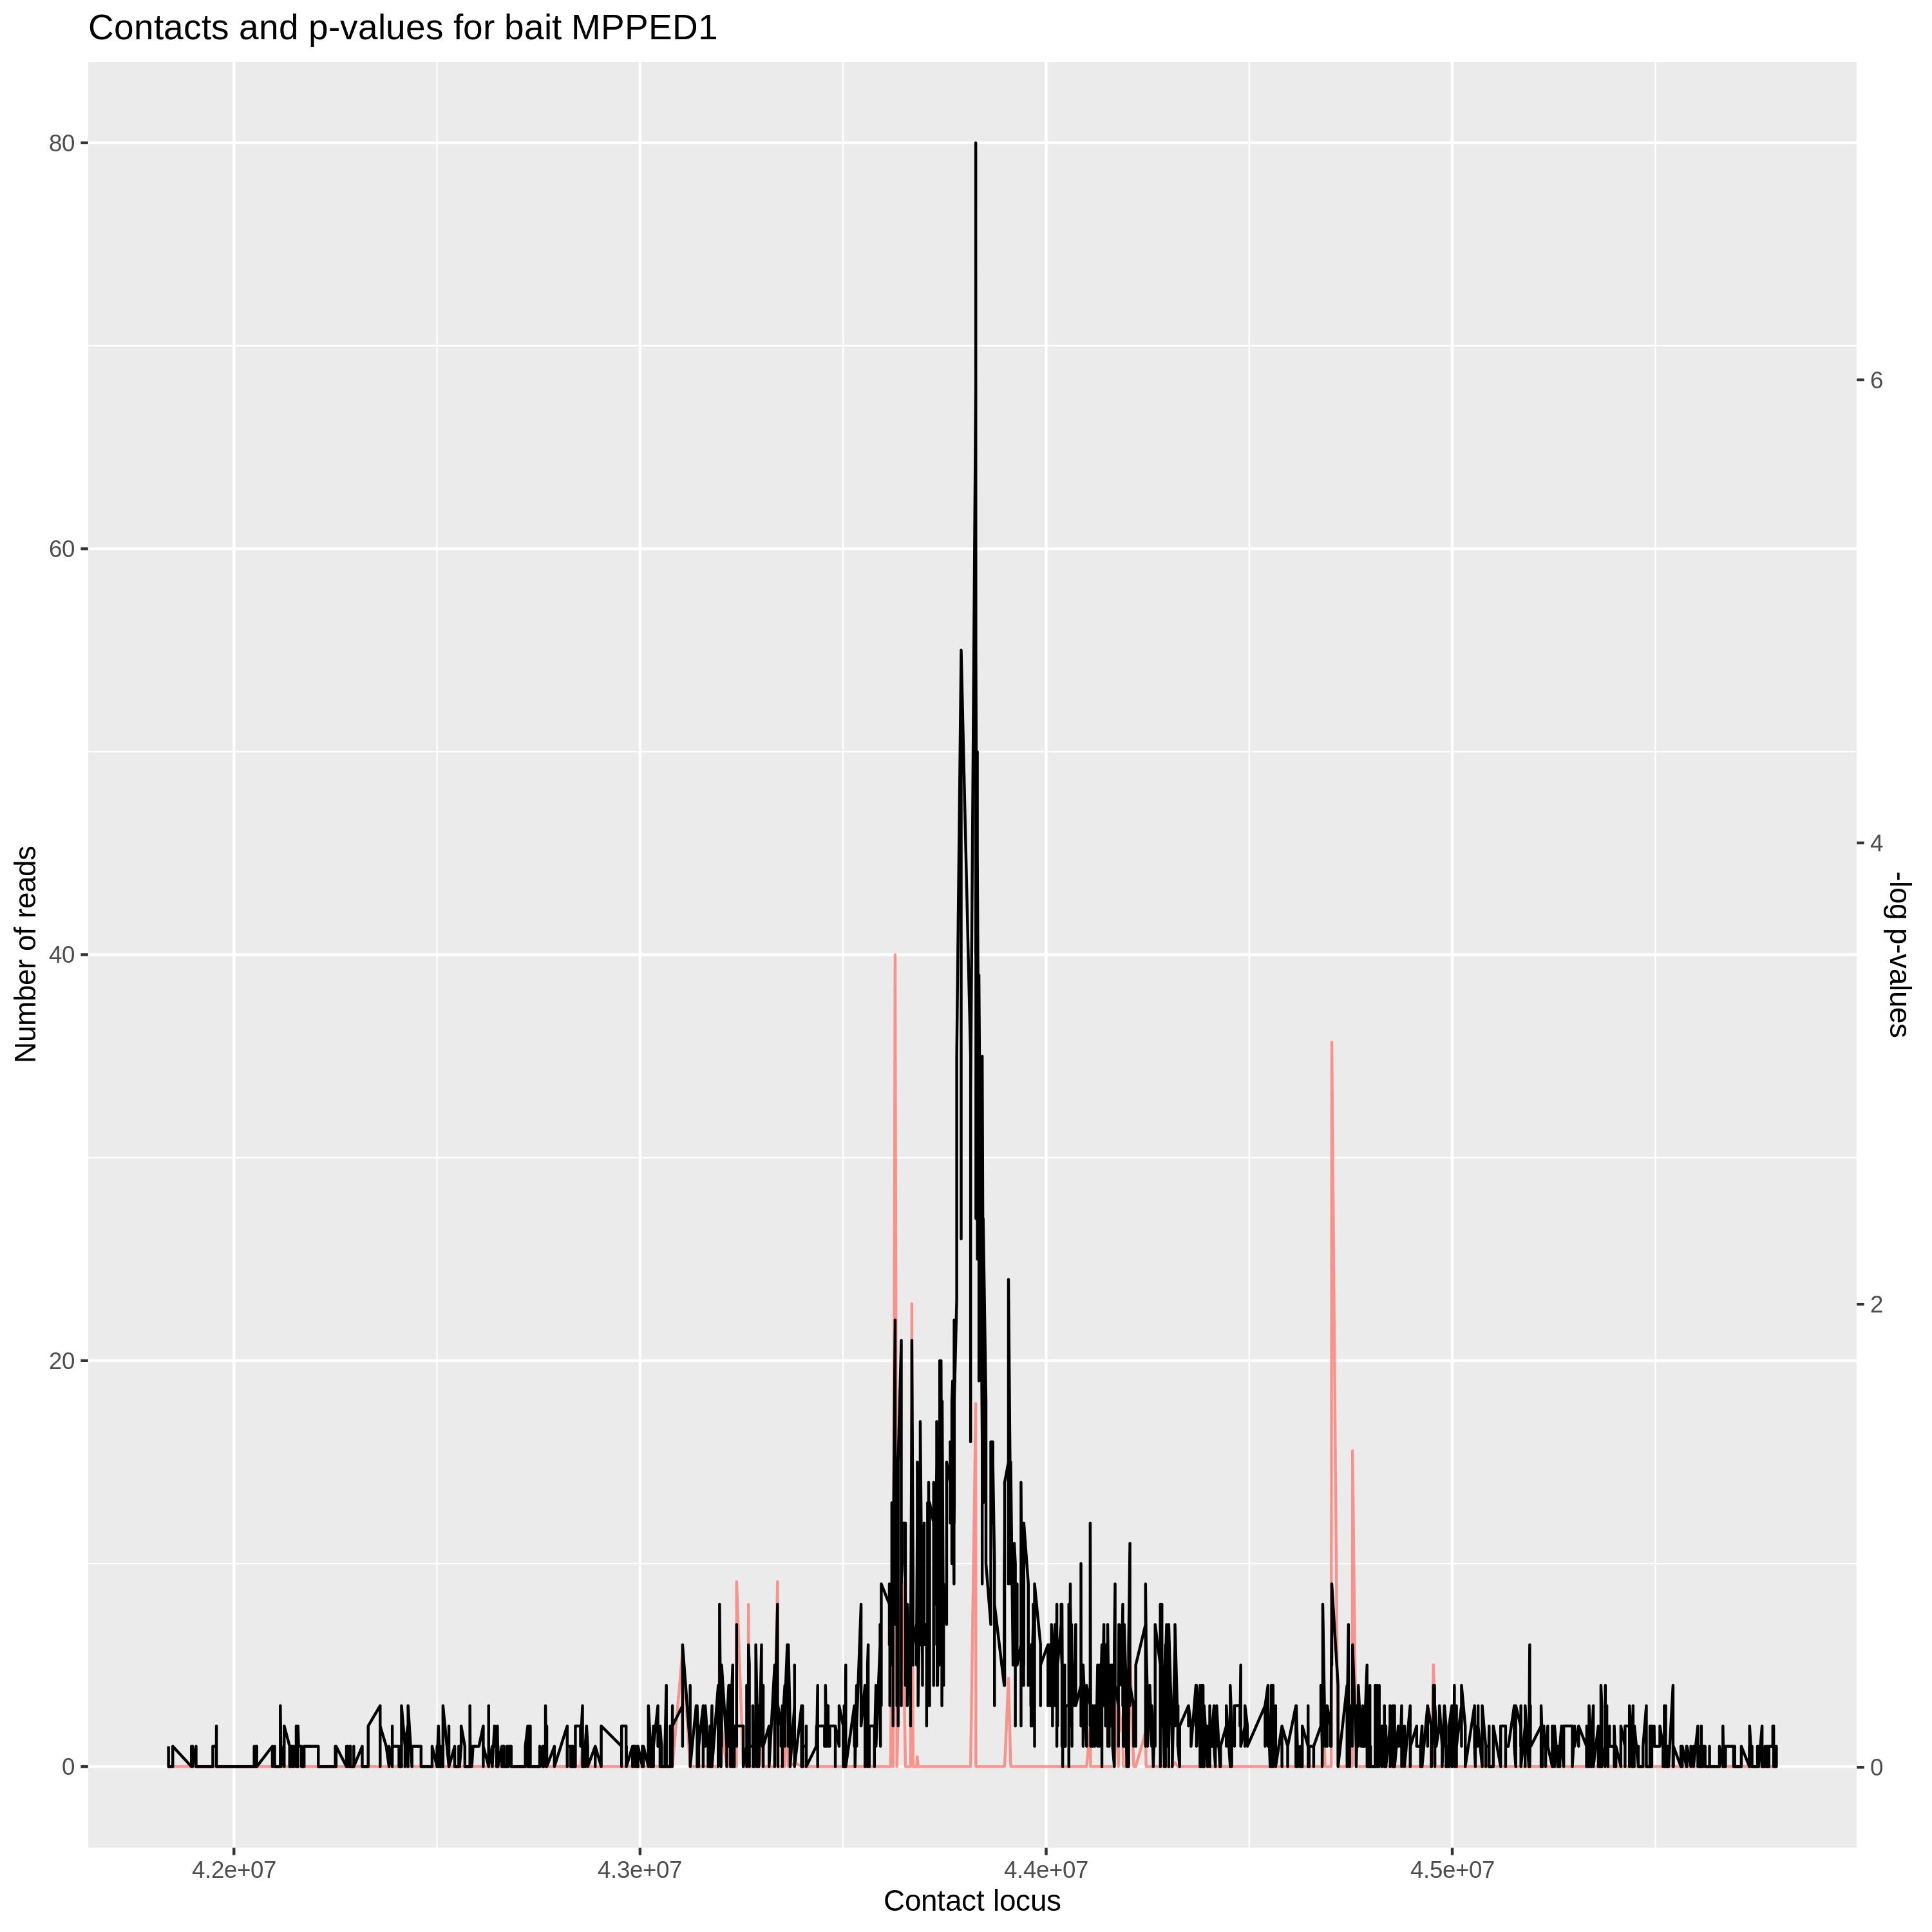 Contacts and p-values for bait MPPED1
80
60
40
20
0
Number of reads
6
4
2
0
-log p-values
4.2e+07 4.3e+07 4.4e+07 4.5e+07
Contact locus